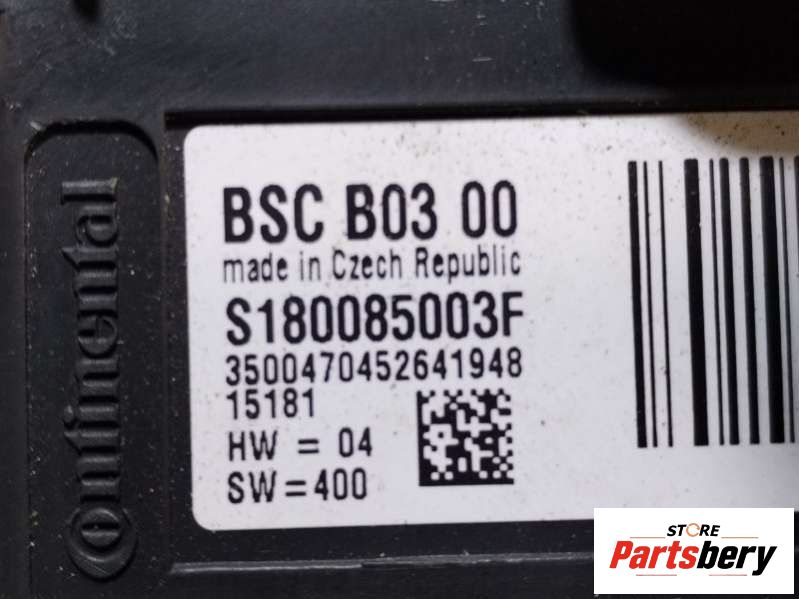 Continental
BSC B03 00
made in Czech Republic
S180085003F
3500470452641948
15181
HW = 04
SW = 400
STORE
Partsbery